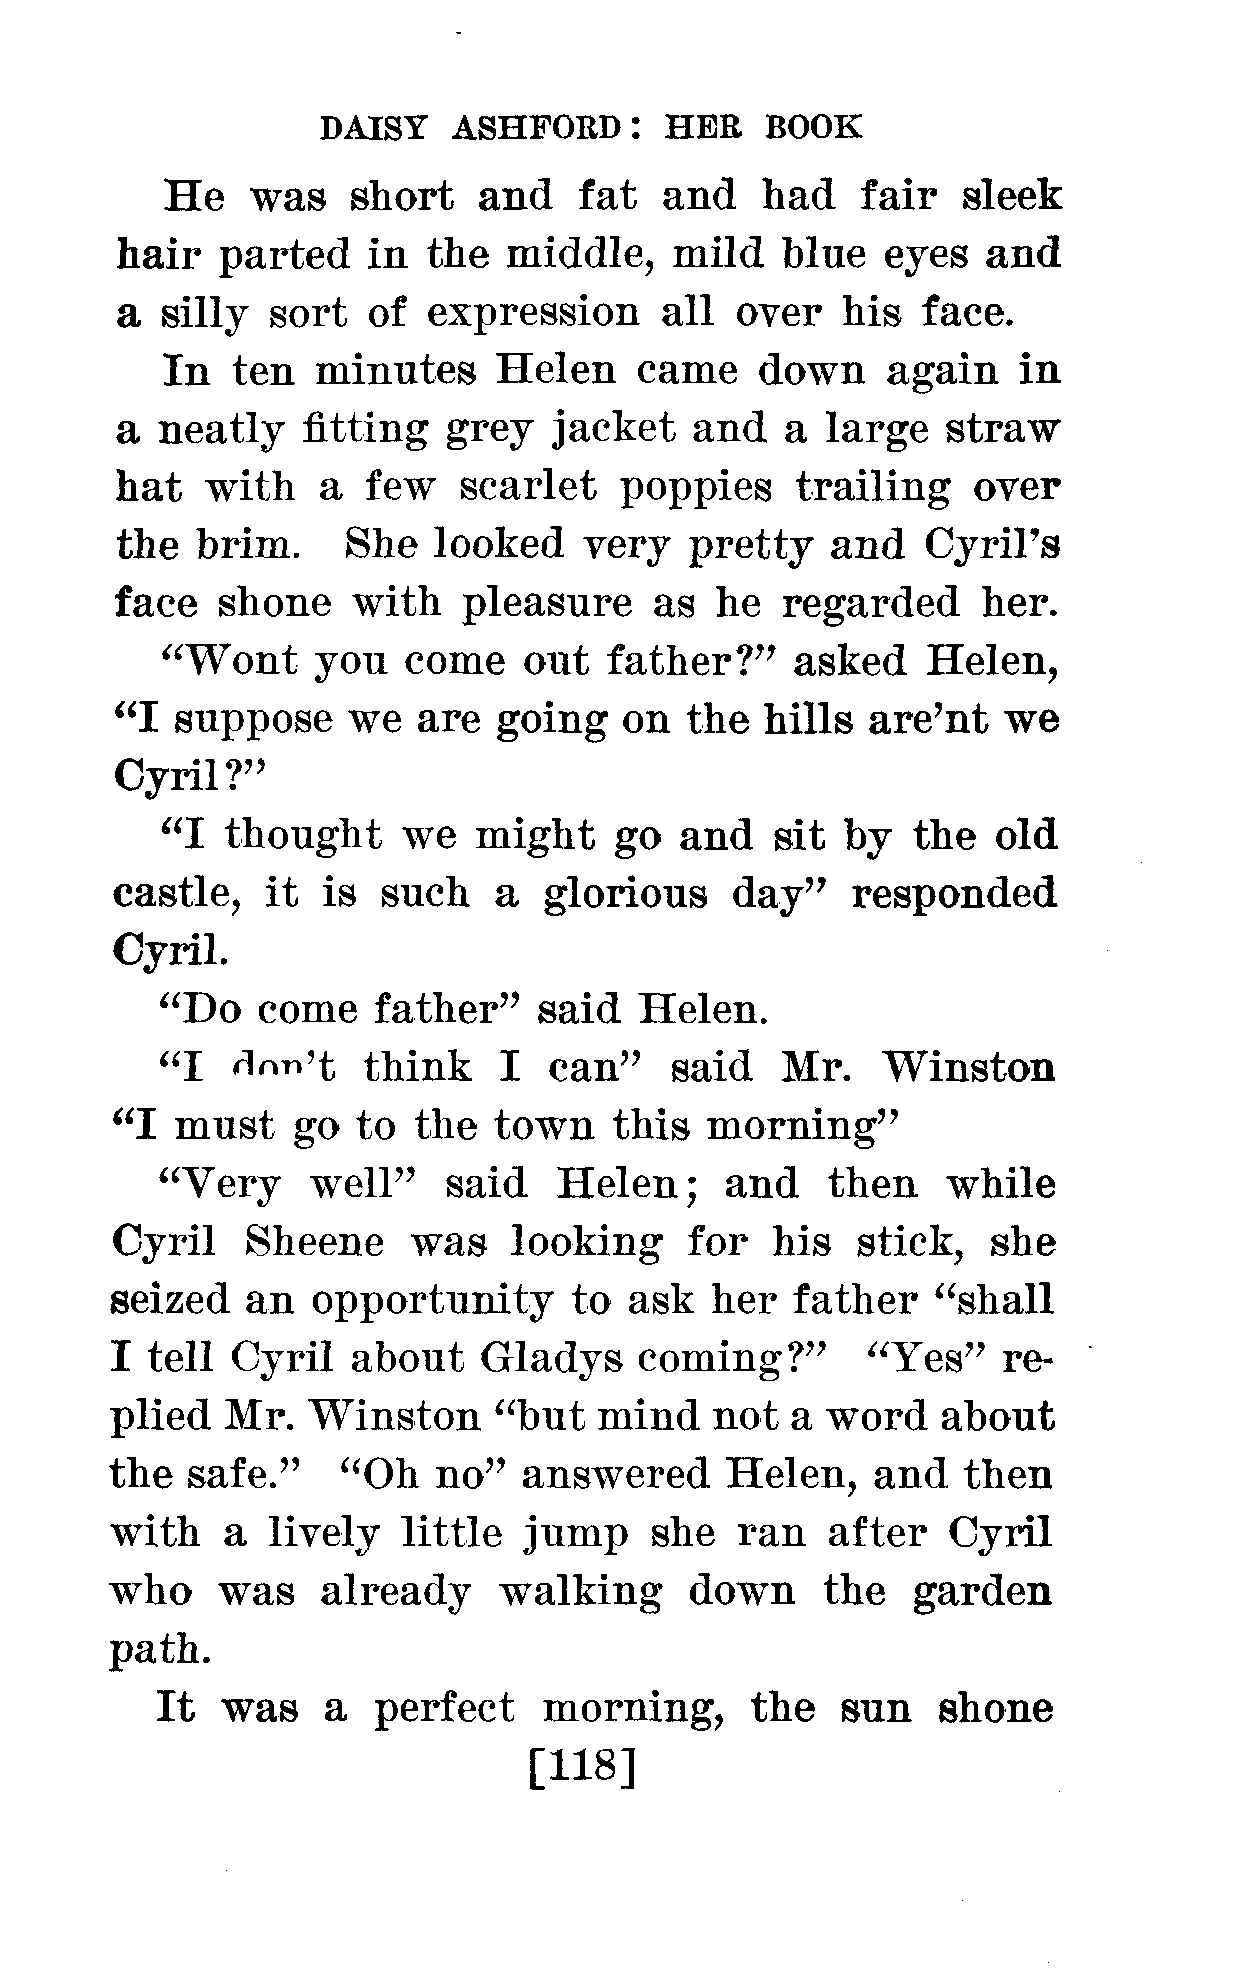 DAISY ASHFORD: HER BOOK
He was short and fat and had fair sleek
hair parted in the middle, mild blue eyes and
a silly sort of expression all over his face.
In ten minutes Helen came down again in
a neatly fitting grey jacket and a large straw
hat with a few scarlet poppies trailing over
the brim. She looked very pretty and Cyril's
face shone with pleasure as he regarded her.
“Wont you come out father?” asked Helen,
“I suppose we are going on the hills are'nt we
Cyril?”
“I thought we might go and sit by the old
castle, it is such a glorious day” responded
Cyril.
“Do come father” said Helen.
“I don't think I can” said Mr. Winston
“I must go to the town this morning”
“Very well” said Helen; and then while
Cyril Sheene was looking for his stick, she
seized an opportunity to ask her father “shall
I tell Cyril about Gladys coming?” “Yes” re-
plied Mr. Winston “but mind not a word about
the safe.” “Oh no” answered Helen, and then
with a lively little jump she ran after Cyril
who was already walking down the garden
path.
It was a perfect morning, the sun shone
[118]